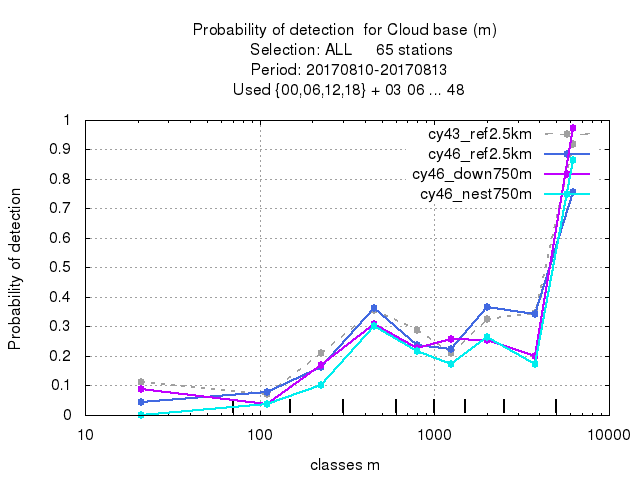 Probability of detection  for Cloud base (m)
Selection: ALL     65 stations
Period: 20170810-20170813
Used {00,06,12,18} + 03 06 ... 48
1
0.9
0.8
0.7
0.6
0.5
0.4
0.3
0.2
0.1
0
Probability of detection
cy43_ref2.5km
cy46_ref2.5km
cy46_down750m
cy46_nest750m
10
100
1000
10000
classes m